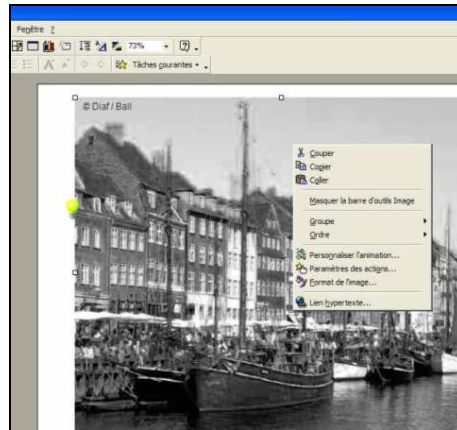 Fenêtre ?
73%
Tâches courantes
© Diaf / Ball
Couper
Copier
Coller
Masquer la barre d'outils Image
Groupe
Ordre
Personnaliser l'animation...
Paramètres des actions...
Format de l'image...
Lien hypertexte...